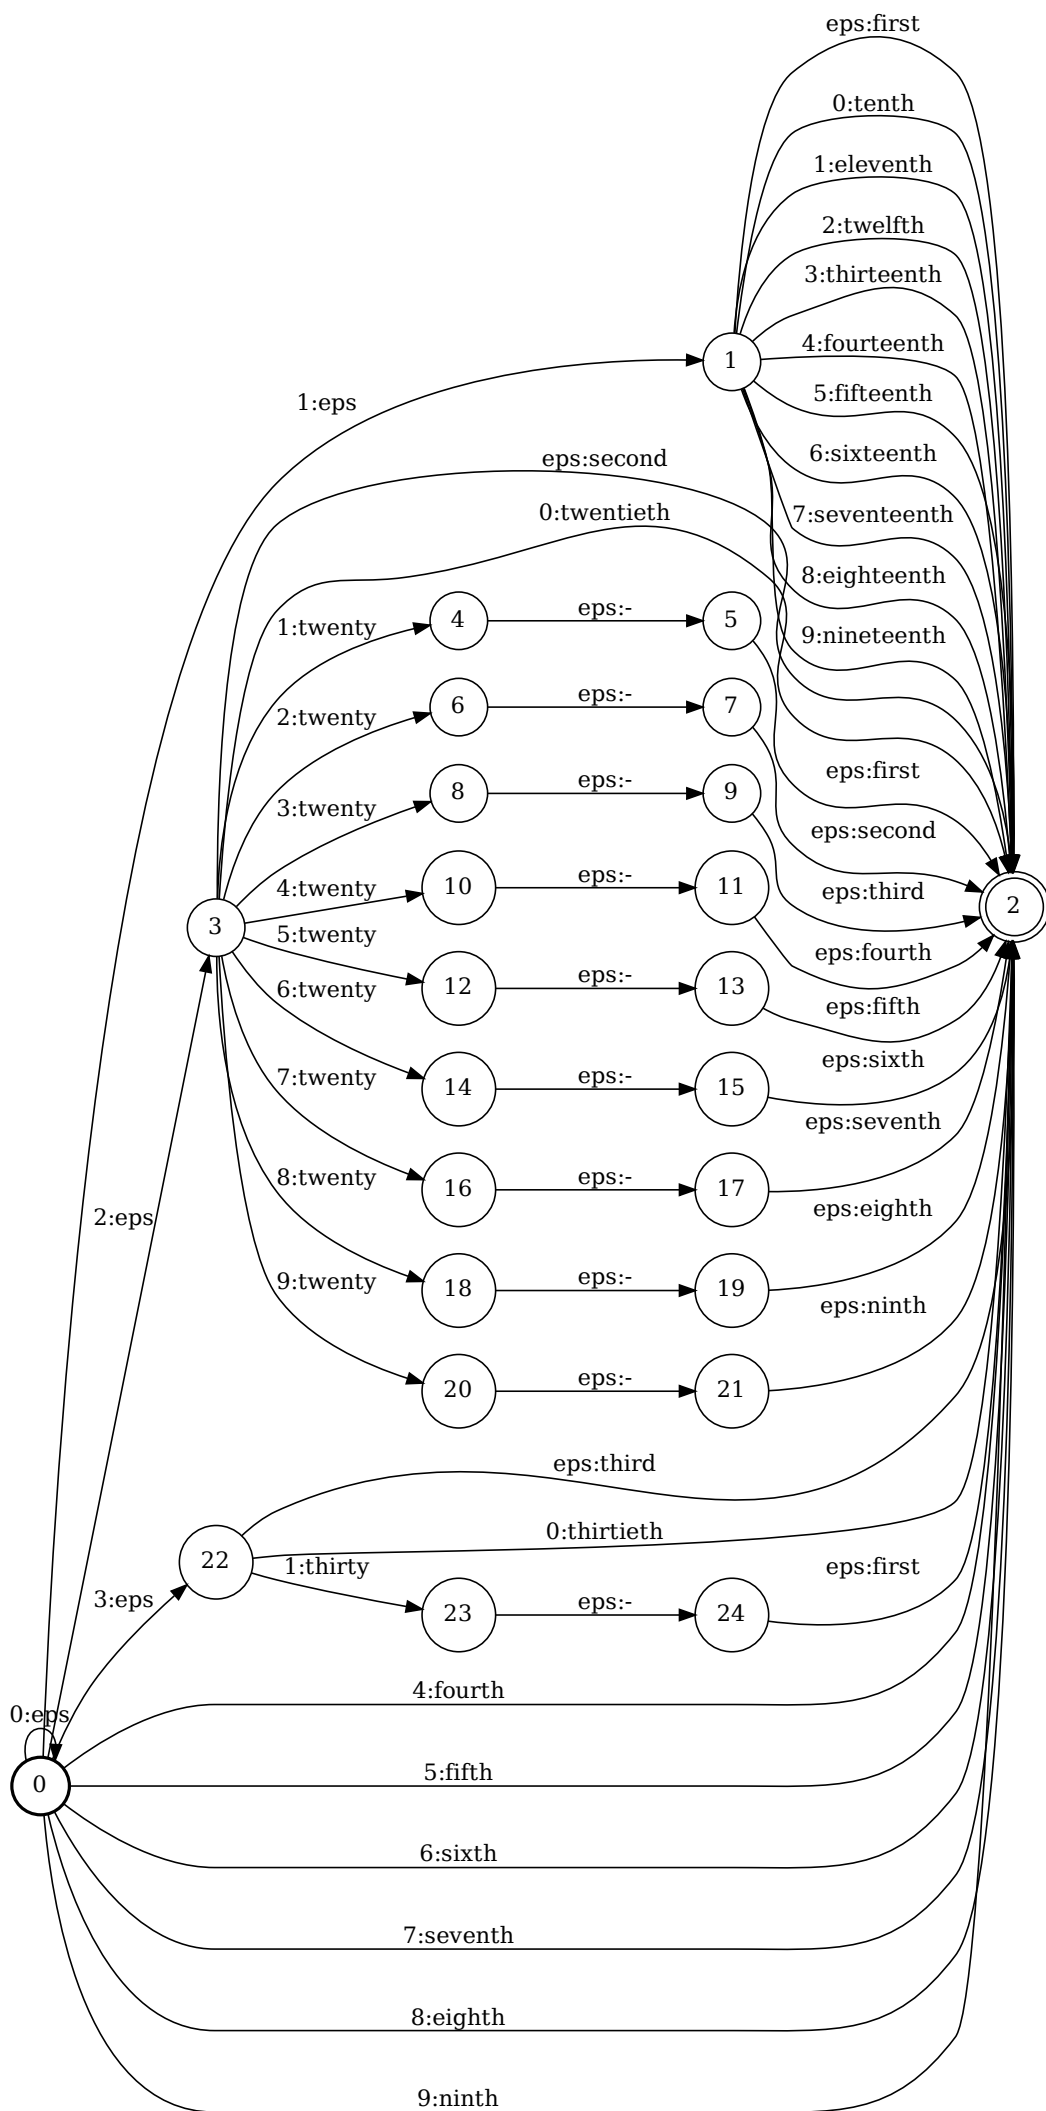 eps:first
0:tenth
1:eleventh
2:twelfth
3:thirteenth
4:fourteenth
1
5:fifteenth
1:eps
6:sixteenth
eps:second
0:twentieth
7:seventeenth
8:eighteenth
1:twenty
4
eps:-
5
9:nineteenth
2:twenty
6
eps:-
7
eps:first
3:twenty
8
eps:-
9
eps:second
4:twenty
10
eps:-
11
eps:third
2
3
5:twenty
eps:fourth
6:twenty
12
eps:-
13
eps:fifth
eps:sixth
7:twenty
14
eps:-
15
eps:seventh
8:twenty
16
eps:-
17
eps:eighth
2:eps
9:twenty
18
eps:-
19
eps:ninth
20
eps:-
21
eps:third
0:thirtieth
22
1:thirty
eps:first
3:eps
23
eps:-
24
4:fourth
0:eps
5:fifth
0
6:sixth
7:seventh
8:eighth
9:ninth